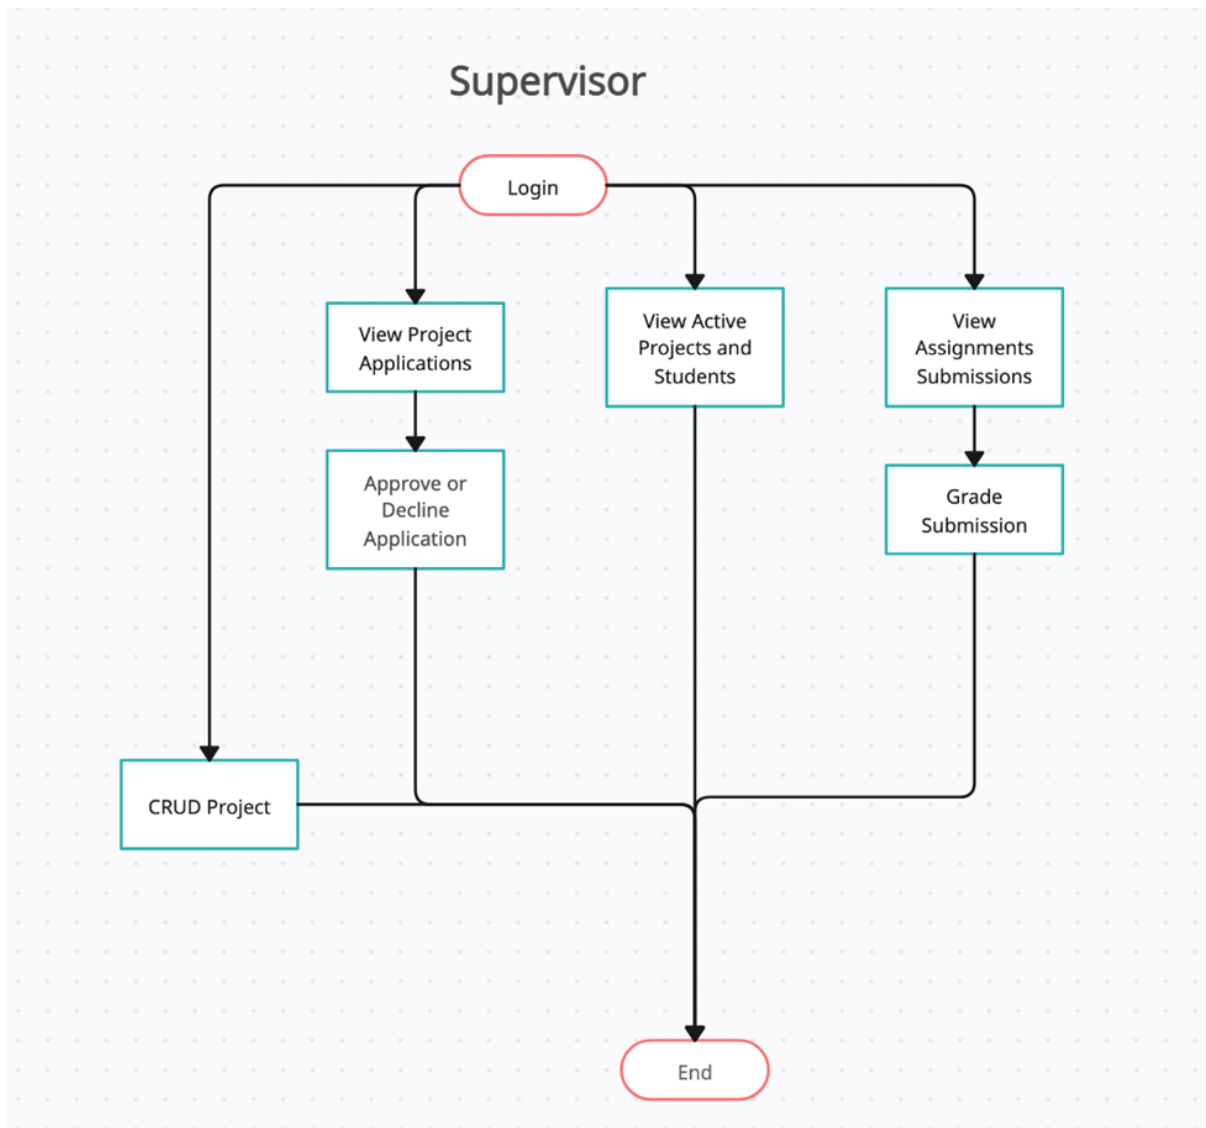 Supervisor
Login
View Project
Applications
View Active
Projects and
Students
View
Assignments
Submissions
Approve or
Decline
Application
Grade
Submission
CRUD Project
End